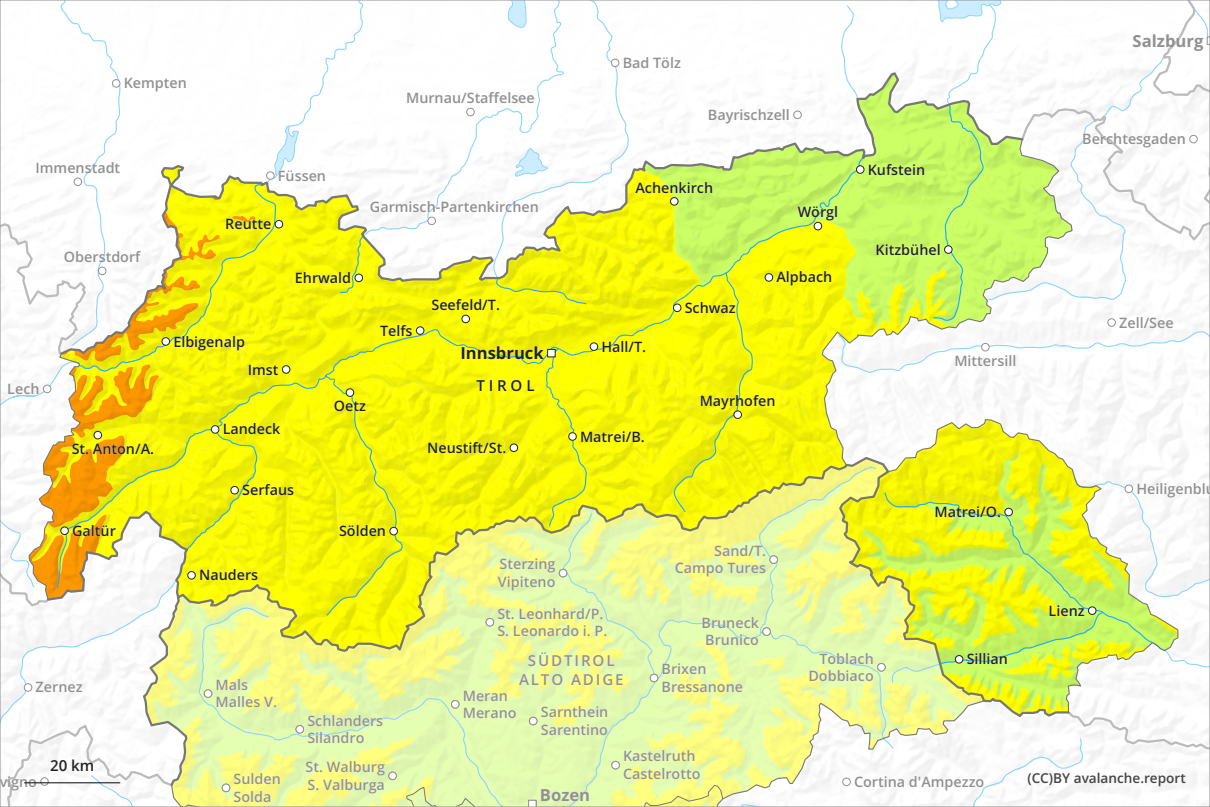 Salzburg
Bad Tölz
Kempten
Murnau/Staffelsee
Bayrischzell
Berchtesgaden
Immenstadt
Füssen
Kufstein
Achenkirch
Garmisch-Partenkirchen
Wörgl
Reutte
Kitzbühel
Oberstdorf
Ehrwald
Alpbach
Seefeld/T.
Schwaz
Telfs
Zell/See
Elbigenalp
Innsbruck
Hall/T.
Mittersill
Imst
Lech
TIROL
Oetz
Mayrhofen
Landeck
Matrei/B.
St. Anton/A.
Neustift/St.
Serfaus
Heiligenblu
Matrei/O.
Galtür
Sölden
Sand/T.
Campo Tures
Sterzing
Vipiteno
Nauders
Lienz
St. Leonhard/P.
S. Leonardo i. P.
Bruneck
Brunico
SÜDTIROL
ALTO ADIGE
Sillian
Toblach
Dobbiaco
Brixen
Bressanone
Zernez
Mals
Malles V.
Meran
Merano
Sarnthein
Sarentino
Schlanders
Silandro
Kastelruth
Castelrotto
20 km
St. Walburg
S. Valburga
vigno
Sulden
Solda
Cortina d'Ampezzo
(CC)BY avalanche.report
Bozen